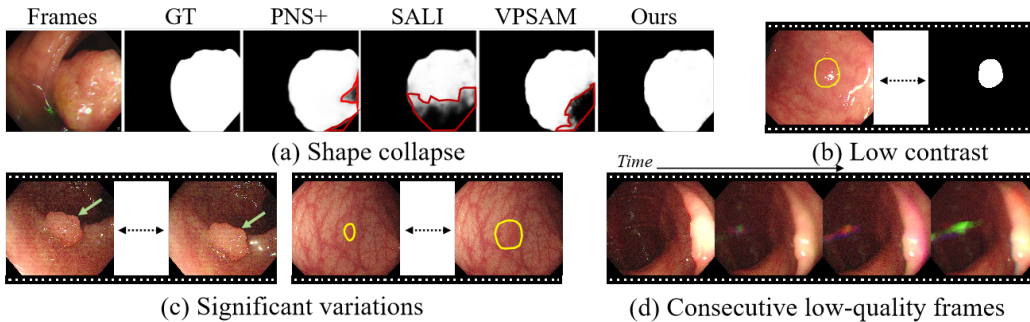 Frames GT PNS+ SALI VPSAM Ours
(a) Shape collapse
(b) Low contrast
Time
(c) Significant variations
(d) Consecutive low-quality frames